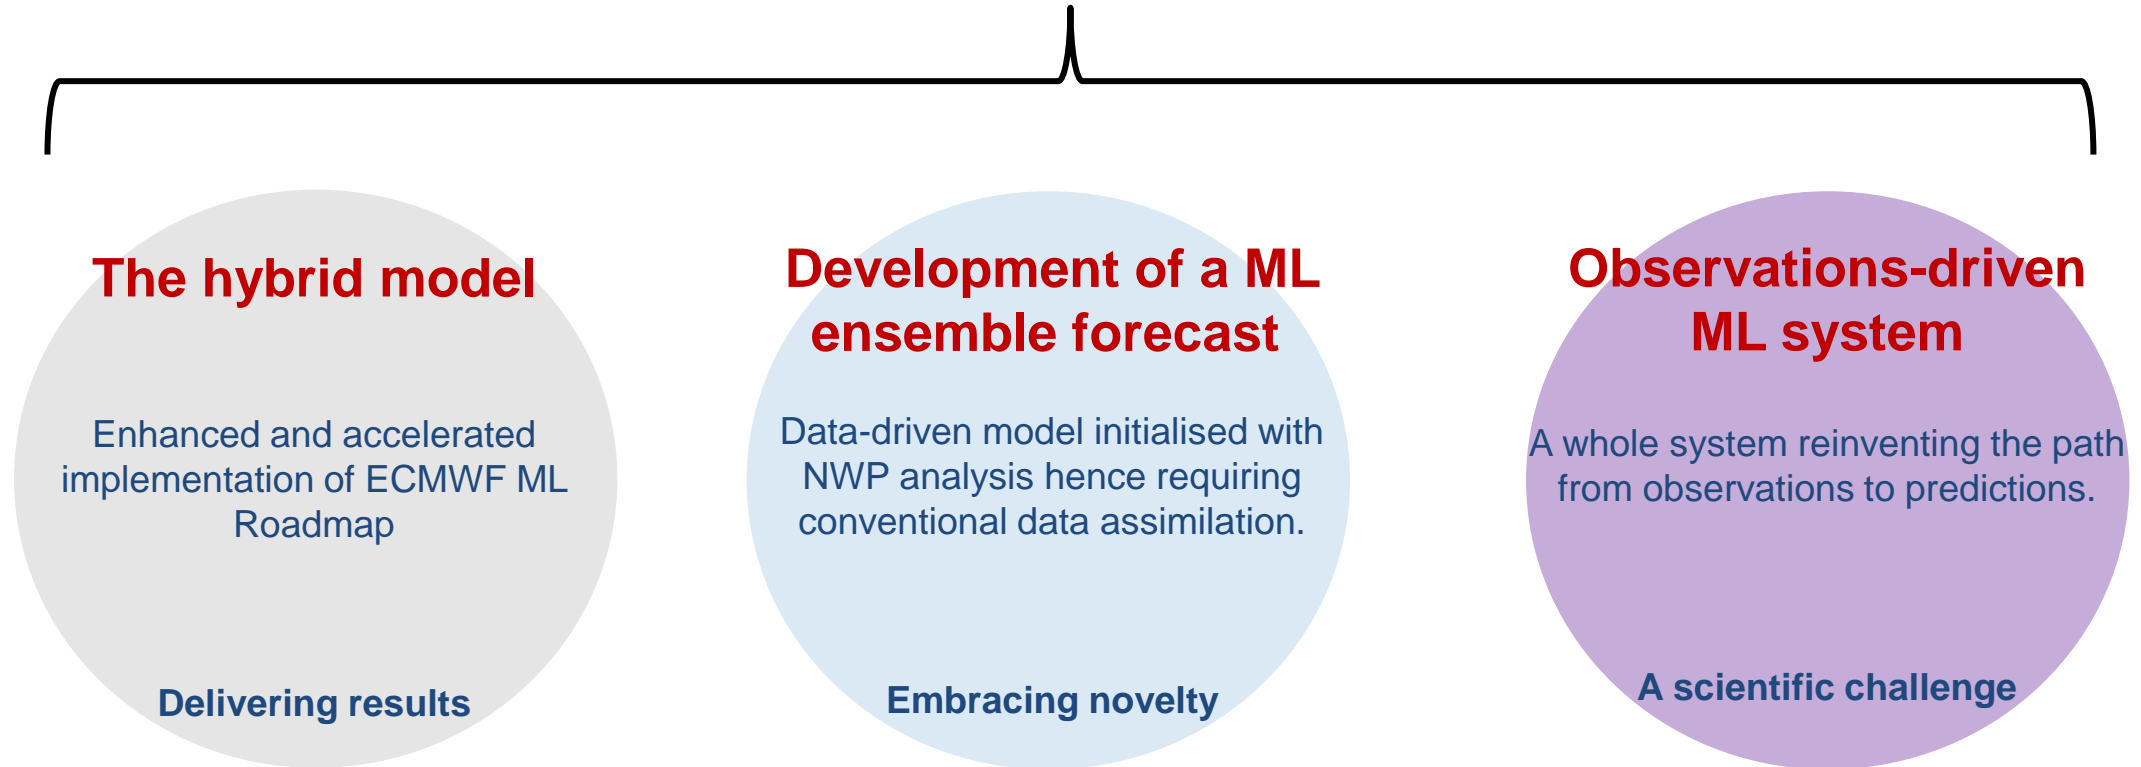 The hybrid model
Enhanced and accelerated
implementation of ECMWF ML
Roadmap
Delivering results
Development of a ML
ensemble forecast
Data-driven model initialised with
NWP analysis hence requiring
conventional data assimilation.
Embracing novelty
Observations-driven
ML system
A whole system reinventing the path
from observations to predictions.
A scientific challenge